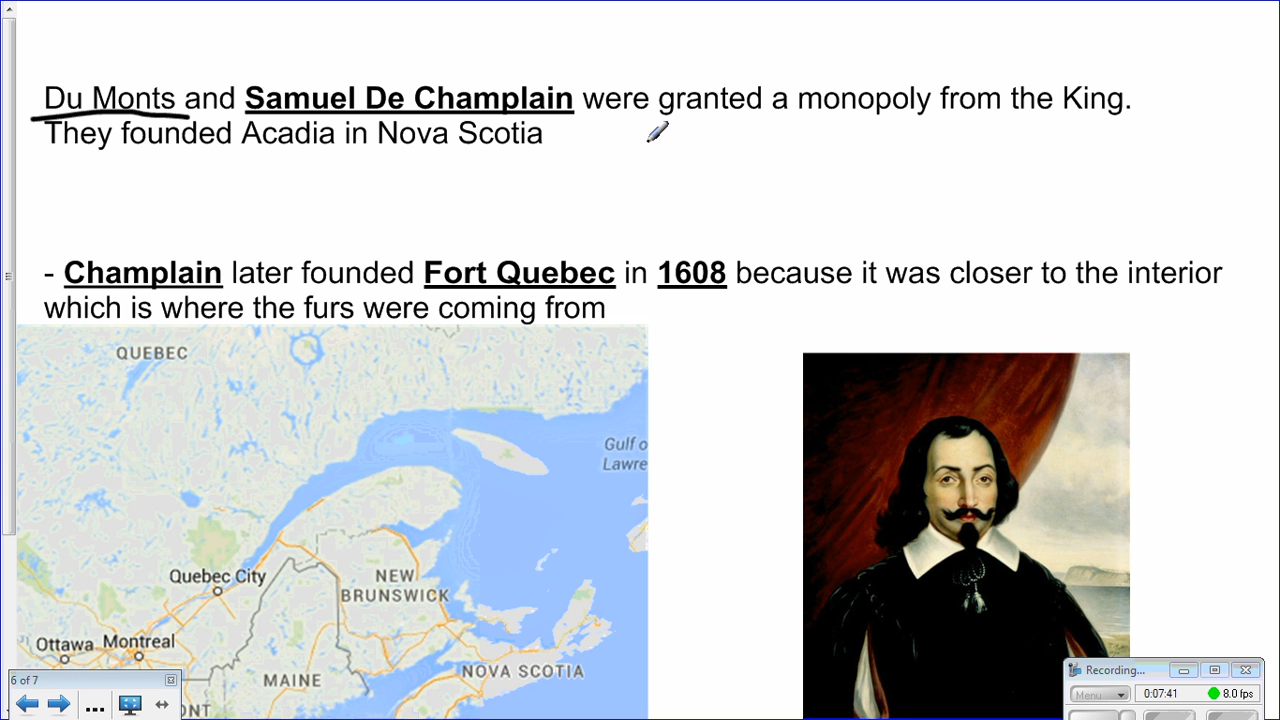 Du Monts and Samuel De Champlain were granted a monopoly from the King.
They founded Acadia in Nova Scotia
- Champlain later founded Fort Quebec in 1608 because it was closer to the interior
which is where the furs were coming from
QUEBEC
Gulf o
Lawre
Quebec City
NEW
BRUNSWICK
Ottawa
Montreal
NOVA SCOTIA
MAINE
ONT
6 of 7
Recording...
Menu
0:07:41
8.0 fps